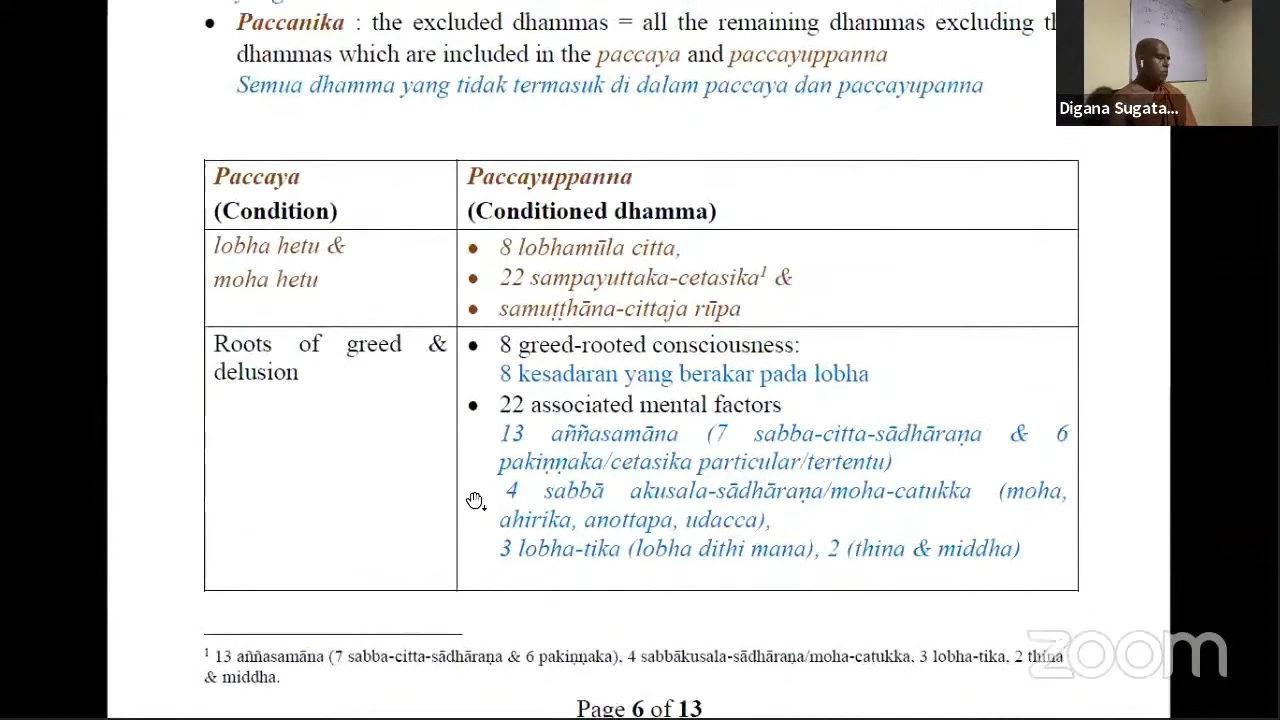 • Paccanika : the excluded dhammas = all the remaining dhammas excluding th
dhammas which are included in the paccaya and paccayuppanna
Semua dhamma yang tidak termasuk di dalam paccaya dan paccayupanna
Digana Sugata...
Paccaya
(Condition)
Paccayuppanna
(Conditioned dhamma)
lobha hetu &
moha hetu
• 8 lobhamūla citta,
• 22 sampayuttaka-cetasika¹ &
• samuṭṭhāna-cittaja rūpa
Roots of greed &
delusion
• 8 greed-rooted consciousness:
8 kesadaran yang berakar pada lobha
• 22 associated mental factors
13 aññasamāna (7 sabba-citta-sādhāraṇa & 6
pakiṇṇaka/cetasika particular/tertentu)
4 sabbā akusala-sādhāraṇa/moha-catukka (moha,
ahirika, anottapa, udacca),
3 lobha-tika (lobha dithi mana), 2 (thina & middha)
¹ 13 aññasamāna (7 sabba-citta-sādhāraṇa & 6 pakiṇṇaka), 4 sabbākusala-sādhāraṇa/moha-catukka, 3 lobha-tika, 2 thina
& middha.
zoom
Page 6 of 13